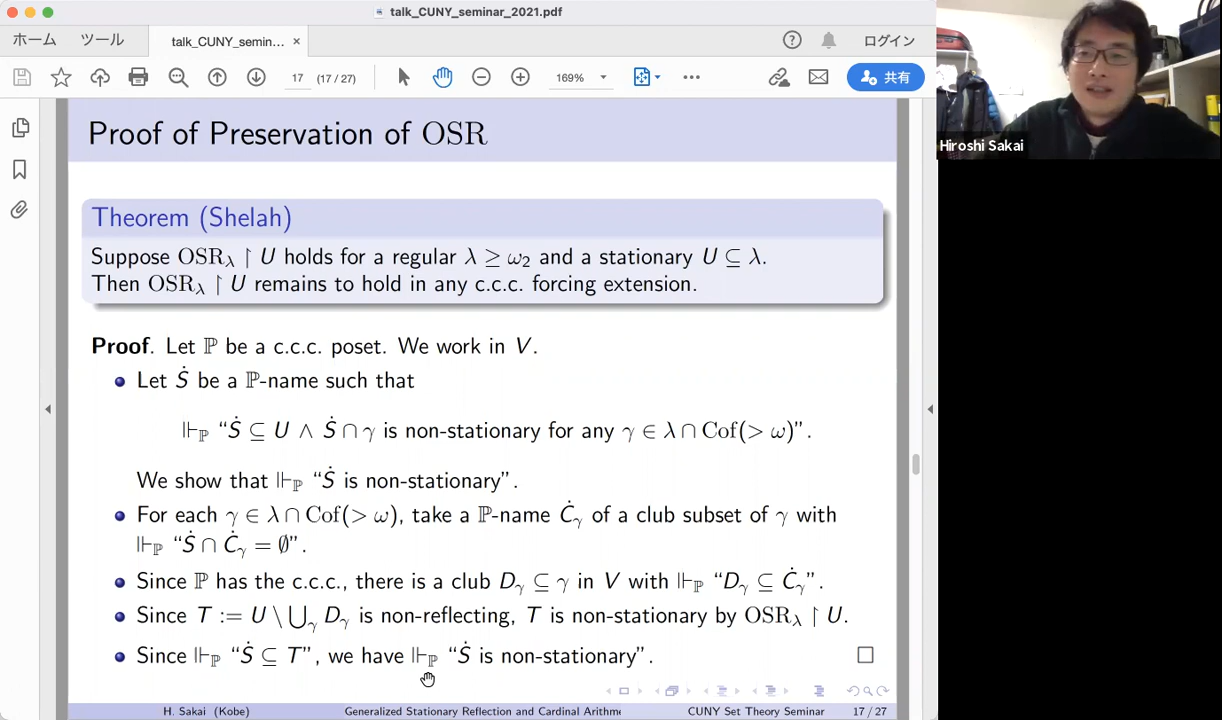 talk_CUNY_seminar_2021.pdf
ホーム ツール talk_CUNY_semin... × ログイン
17 (17 / 27) 169% 共有
Proof of Preservation of OSR
Theorem (Shelah)
Suppose OSR_λ ↾ U holds for a regular λ ≥ ω₂ and a stationary U ⊆ λ.
Then OSR_λ ↾ U remains to hold in any c.c.c. forcing extension.
Proof. Let ℙ be a c.c.c. poset. We work in V.
Let Ṡ be a ℙ-name such that
⊩_ℙ “Ṡ ⊆ U ∧ Ṡ ∩ γ is non-stationary for any γ ∈ λ ∩ Cof(> ω)”.
We show that ⊩_ℙ “Ṡ is non-stationary”.
For each γ ∈ λ ∩ Cof(> ω), take a ℙ-name Ċ_γ of a club subset of γ with
⊩_ℙ “Ṡ ∩ Ċ_γ = ∅”.
Since ℙ has the c.c.c., there is a club D_γ ⊆ γ in V with ⊩_ℙ “D_γ ⊆ Ċ_γ”.
Since T := U \ ⋃_γ D_γ is non-reflecting, T is non-stationary by OSR_λ ↾ U.
Since ⊩_ℙ “Ṡ ⊆ T”, we have ⊩_ℙ “Ṡ is non-stationary”. □
H. Sakai (Kobe) Generalized Stationary Reflection and Cardinal Arithme CUNY Set Theory Seminar 17 / 27
Hiroshi Sakai